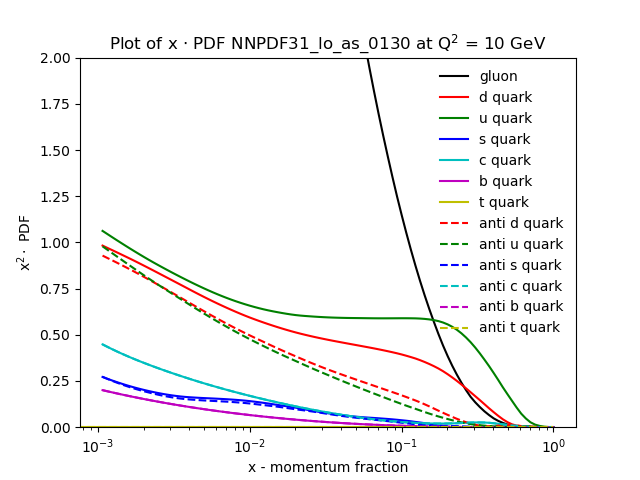 Plot of x · PDF NNPDF31_lo_as_0130 at Q² = 10 GeV
2.00
1.75
1.50
1.25
1.00
0.75
0.50
0.25
0.00
x² · PDF
gluon
d quark
u quark
s quark
c quark
b quark
t quark
anti d quark
anti u quark
anti s quark
anti c quark
anti b quark
anti t quark
10⁻³ 10⁻² 10⁻¹ 10⁰
x - momentum fraction